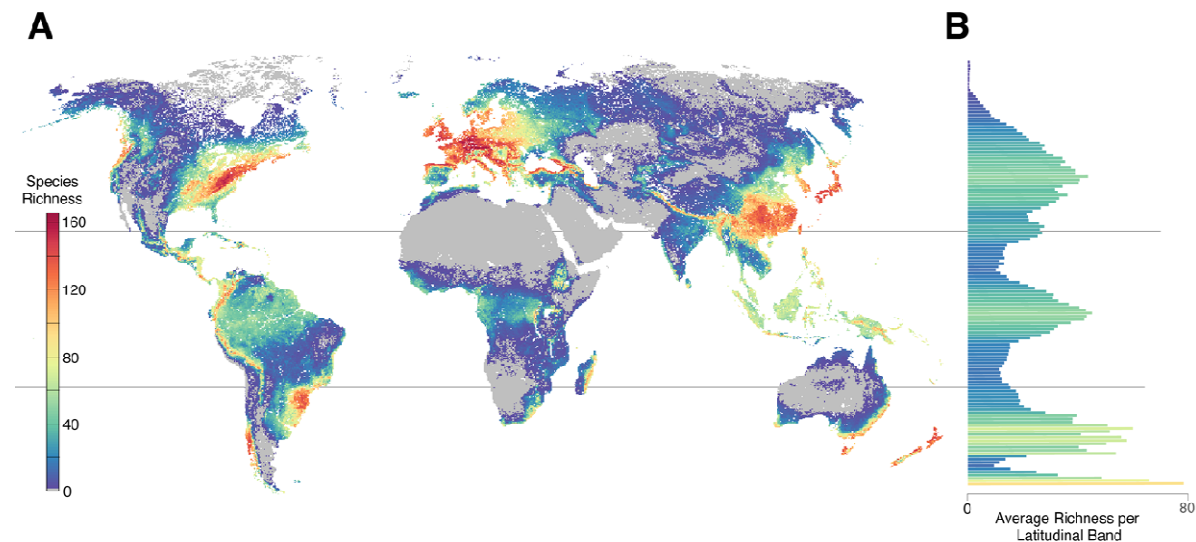 A
B
Species
Richness
160
120
80
40
0
0
80
Average Richness per
Latitudinal Band